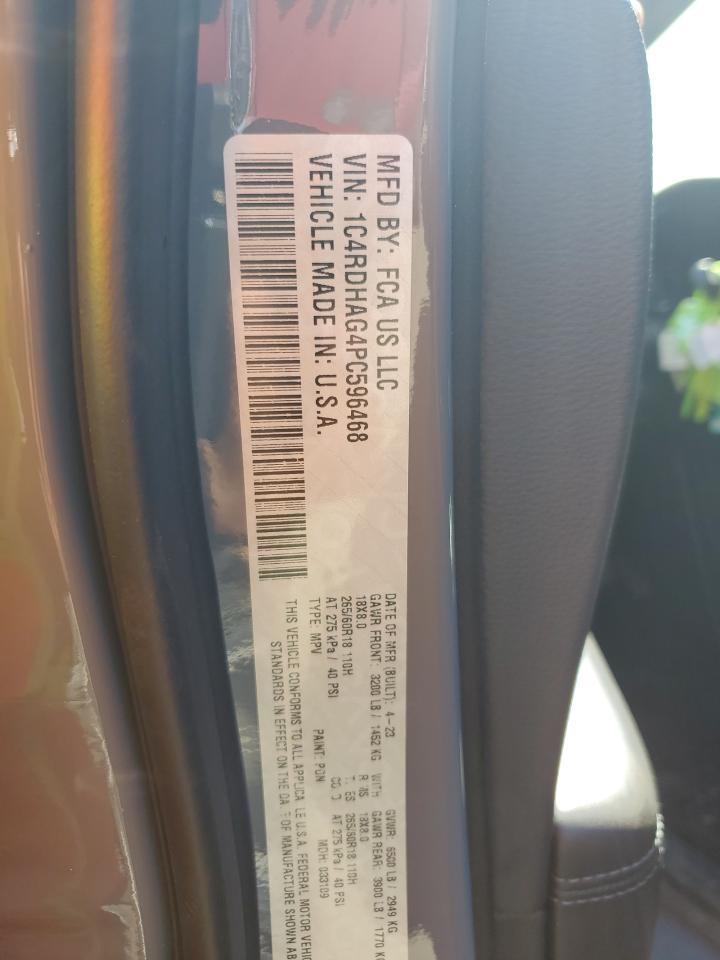 MFD BY: FCA US LLC
VIN: 1C4RDHAG4PC596468
VEHICLE MADE IN: U.S.A.
DATE OF MFR (BUILT): 4-23 GVWR: 6500 LB / 2949 KG
GAWR FRONT: 3200 LB / 1452 KG WITH GAWR REAR: 3900 LB / 1770 K
18X8.0 R MS 18X8.0
265/60R18 110H T ES 265/60R18 110H
AT 275 kPa / 40 PSI CO D AT 275 kPa / 40 PSI
TYPE: MPV PAINT: PDN MDH: 033109
THIS VEHICLE CONFORMS TO ALL APPLICA LE U.S.A. FEDERAL MOTOR VEHIC
STANDARDS IN EFFECT ON THE DA E OF MANUFACTURE SHOWN AB